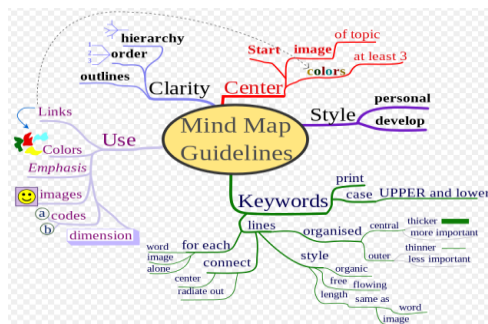 Mind Map
Guidelines
Center
Start
image
of topic
colors
at least 3
Style
personal
develop
Keywords
print
case
UPPER and lower
lines
organised
central
thicker
more important
outer
thinner
less important
style
organic
free
flowing
length
same as
word
image
for each
word
image
alone
connect
center
radiate out
Use
Links
Colors
Emphasis
images
a
codes
b
dimension
Clarity
hierarchy
order
1
2
3
outlines